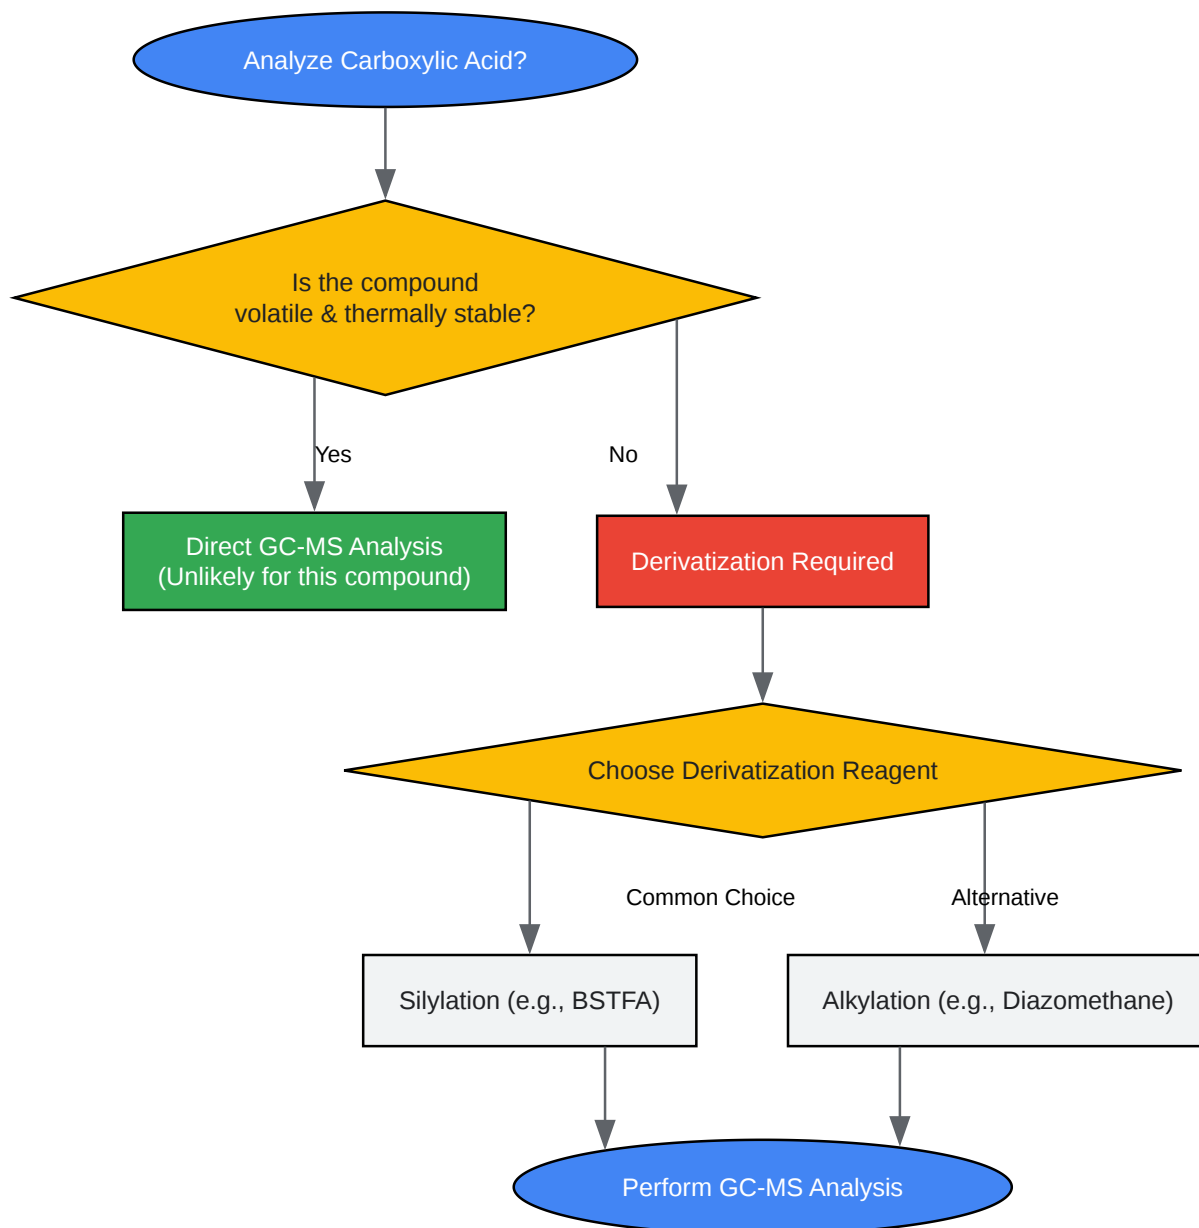 Analyze Carboxylic Acid?
Is the compound
volatile & thermally stable?
Yes
No
Direct GC-MS Analysis
(Unlikely for this compound)
Derivatization Required
Choose Derivatization Reagent
Common Choice
Alternative
Silylation (e.g., BSTFA)
Alkylation (e.g., Diazomethane)
Perform GC-MS Analysis